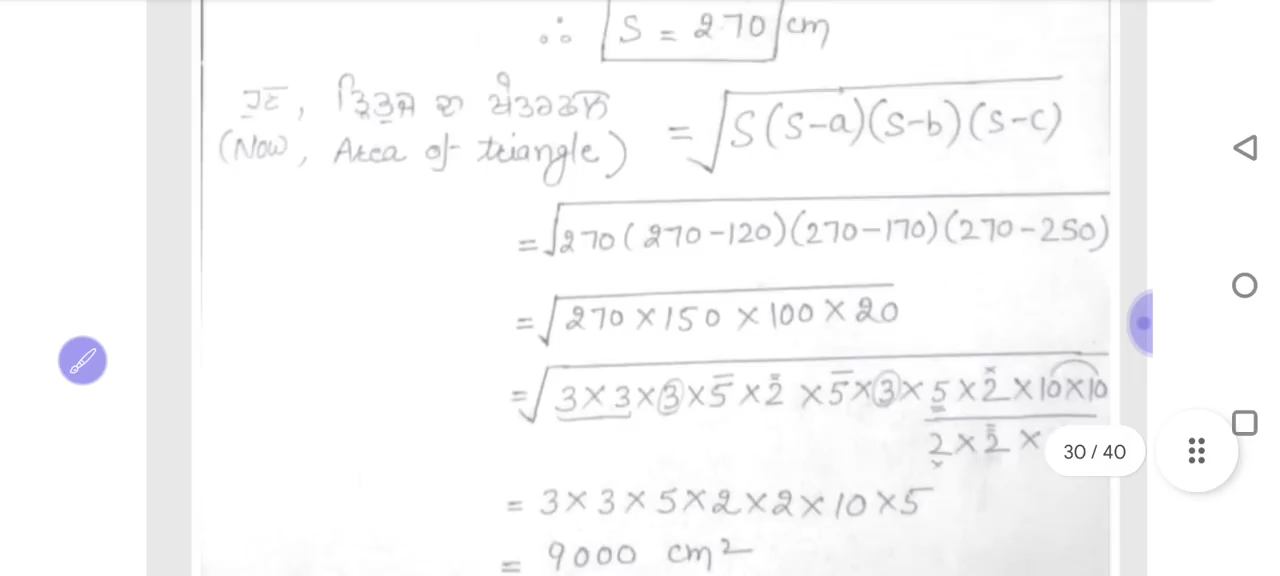 ∴ S = 270 cm
= √S(S-a)(S-b)(S-c)
(Now, Area of triangle)
= √270(270-120)(270-170)(270-250)
= √270×150×100×20
= √3×3×3×5×2×5×3×5×2×10×10
2×2×
30 / 40
= 3×3×5×2×2×10×5
= 9000 cm²